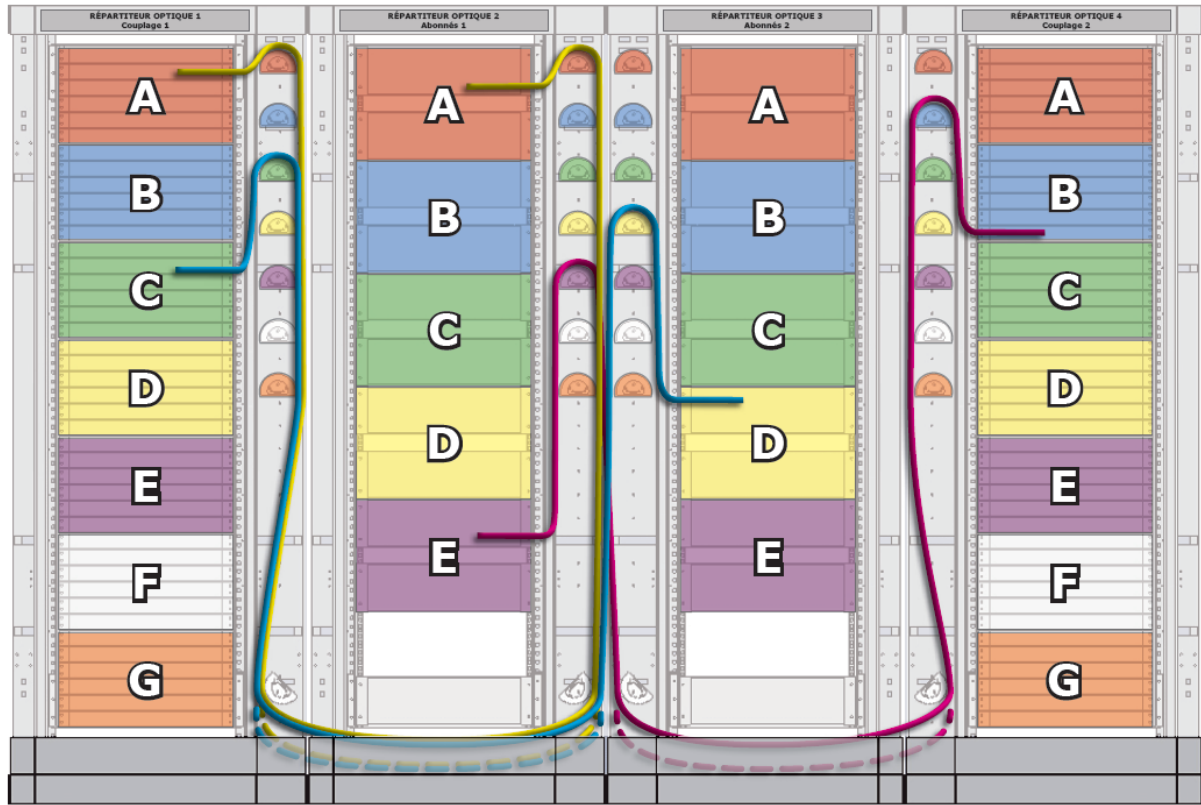 RÉPARTITEUR OPTIQUE 1
Couplage 1
A
B
C
D
E
F
G
RÉPARTITEUR OPTIQUE 2
Abonnés 1
A
B
C
D
E
RÉPARTITEUR OPTIQUE 3
Abonnés 2
A
B
C
D
E
RÉPARTITEUR OPTIQUE 4
Couplage 2
A
B
C
D
E
F
G